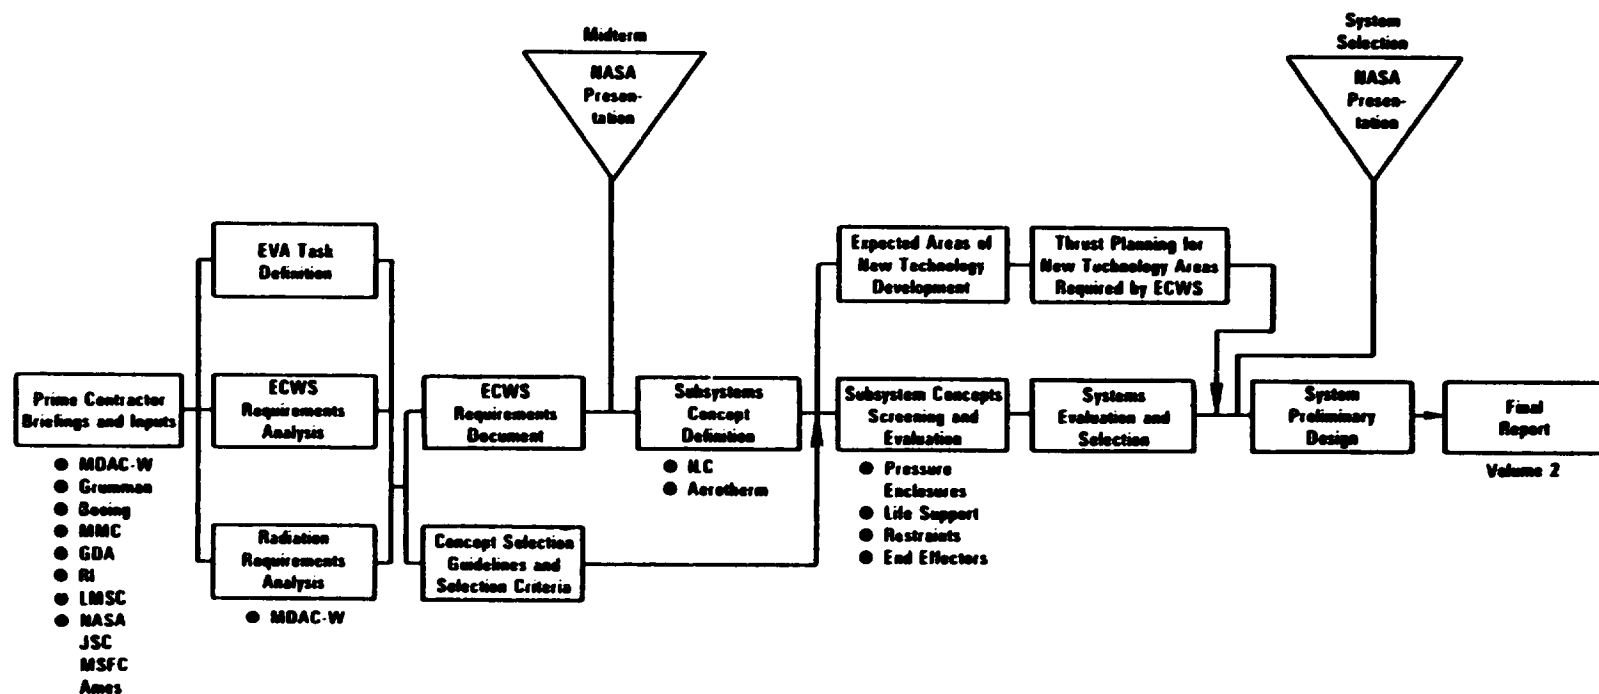 Midterm
NASA
Presen-
tation
System
Selection
NASA
Presen-
tation
EVA Task
Definition
Expected Areas of
New Technology
Development
Thrust Planning for
New Technology Areas
Required by ECWS
Prime Contractor
Briefings and Inputs
● MDAC-W
● Grumman
● Boeing
● MMC
● GDA
● RI
● LMSC
● NASA
JSC
MSFC
Ames
ECWS
Requirements
Analysis
Radiation
Requirements
Analysis
● MDAC-W
ECWS
Requirements
Document
Concept Selection
Guidelines and
Selection Criteria
Subsystems
Concept
Definition
● ILC
● Aerotherm
Subsystem Concepts
Screening and
Evaluation
● Pressure
Enclosures
● Life Support
● Restraints
● End Effectors
Systems
Evaluation and
Selection
System
Preliminary
Design
Final
Report
Volume 2